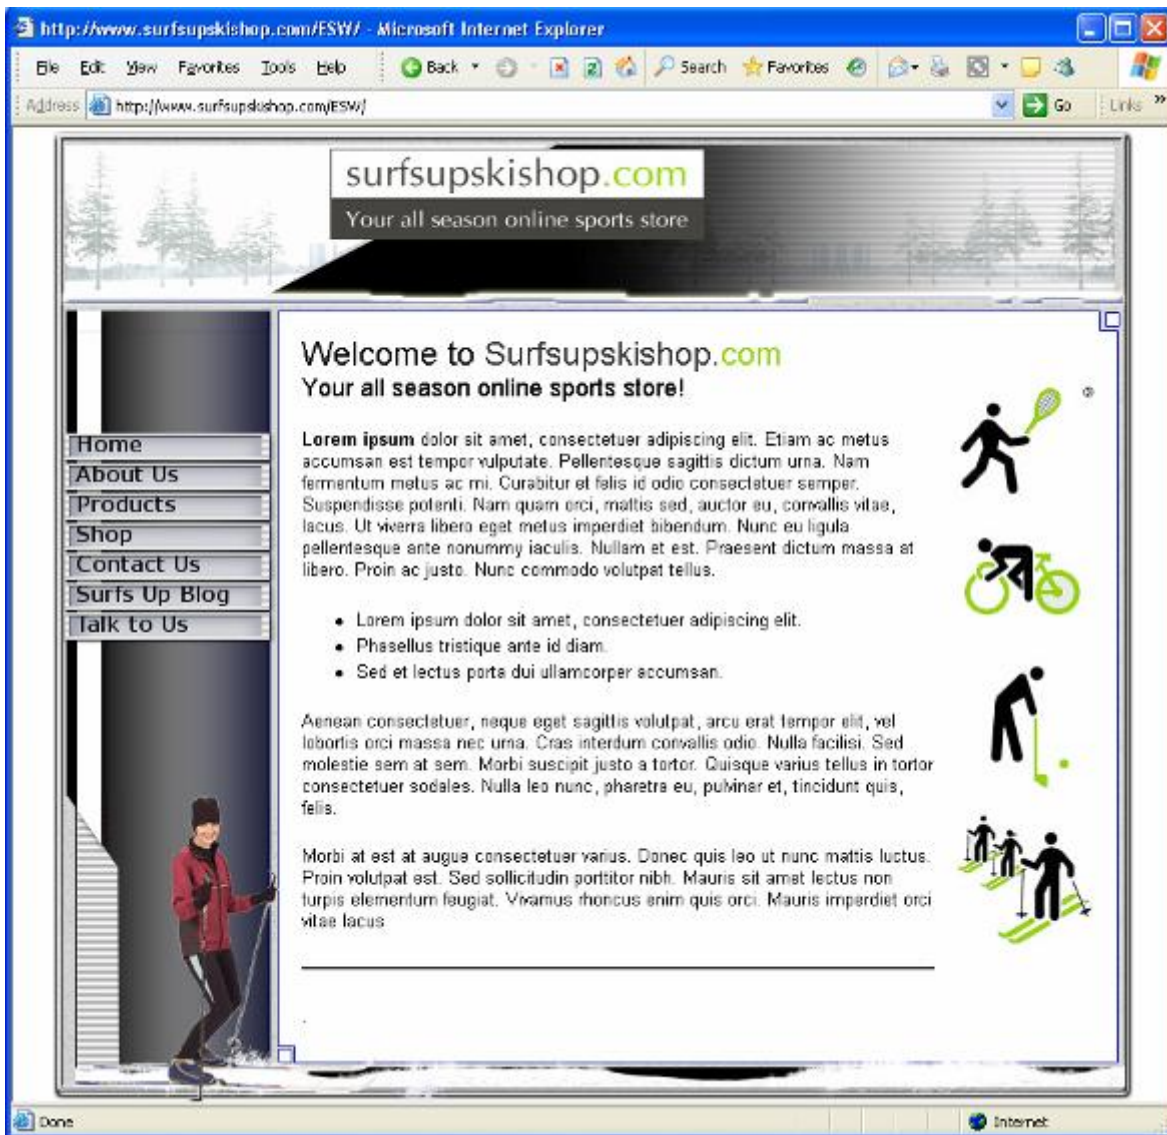 http://www.surfsupskishop.com/ESW/ - Microsoft Internet Explorer
File Edit View Favorites Tools Help Back Search Favorites
Address http://www.surfsupskishop.com/ESW/ Go Links »
surfsupskishop.com
Your all season online sports store
Home
About Us
Products
Shop
Contact Us
Surfs Up Blog
Talk to Us
Welcome to Surfsupskishop.com
Your all season online sports store!
Lorem ipsum dolor sit amet, consectetuer adipiscing elit. Etiam ac metus
accumsan est tempor vulputate. Pellentesque sagittis dictum urna. Nam
fermentum metus ac mi. Curabitur et felis id odio consectetuer semper.
Suspendisse potenti. Nam quam orci, mattis sed, auctor eu, convallis vitae,
lacus. Ut viverra libero eget metus imperdiet bibendum. Nunc eu ligula
pellentesque ante nonummy iaculis. Nullam et est. Praesent dictum massa at
libero. Proin ac justo. Nunc commodo volutpat tellus.
• Lorem ipsum dolor sit amet, consectetuer adipiscing elit.
• Phasellus tristique ante id diam.
• Sed et lectus porta dui ullamcorper accumsan.
Aenean consectetuer, neque eget sagittis volutpat, arcu erat tempor elit, vel
lobortis orci massa nec urna. Cras interdum convallis odio. Nulla facilisi. Sed
molestie sem at sem. Morbi suscipit justo a tortor. Quisque varius tellus in tortor
consectetuer sodales. Nulla leo nunc, pharetra eu, pulvinar et, tincidunt quis,
felis.
Morbi at est at augue consectetuer varius. Donec quis leo ut nunc mattis luctus.
Proin volutpat est. Sed sollicitudin porttitor nibh. Mauris sit amet lectus non
turpis elementum feugiat. Vivamus rhoncus enim quis orci. Mauris imperdiet orci
vitae lacus
.
Done Internet